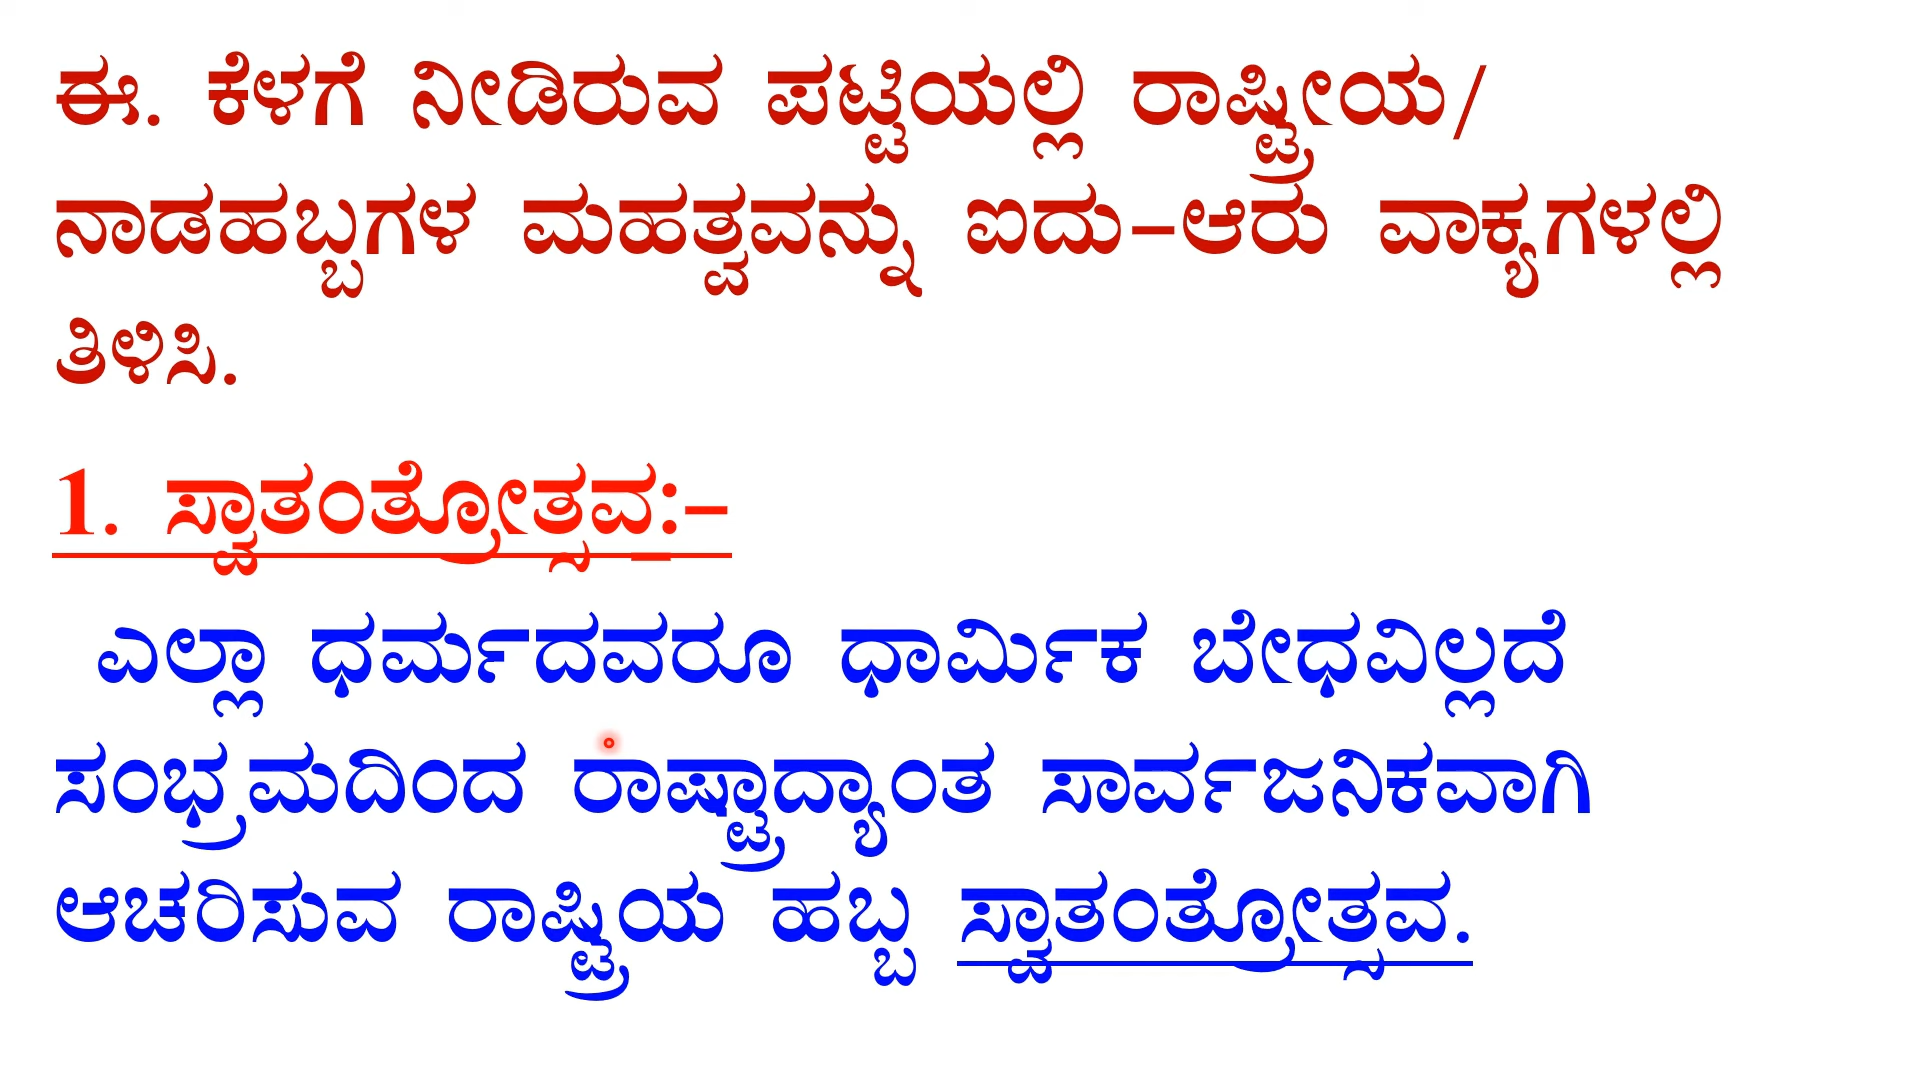 ಈ. ಕೆಳಗೆ ನೀಡಿರುವ ಪಟ್ಟಿಯಲ್ಲಿ ರಾಷ್ಟ್ರೀಯ/
ನಾಡಹಬ್ಬಗಳ ಮಹತ್ವವನ್ನು ಐದು-ಆರು ವಾಕ್ಯಗಳಲ್ಲಿ
ತಿಳಿಸಿ.
1. ಸ್ವಾತಂತ್ರೋತ್ಸವ:-
ಎಲ್ಲಾ ಧರ್ಮದವರೂ ಧಾರ್ಮಿಕ ಬೇಧವಿಲ್ಲದೆ
ಸಂಭ್ರಮದಿಂದ ರಾಷ್ಟ್ರಾದ್ಯಾಂತ ಸಾರ್ವಜನಿಕವಾಗಿ
ಆಚರಿಸುವ ರಾಷ್ಟ್ರಿಯ ಹಬ್ಬ ಸ್ವಾತಂತ್ರೋತ್ಸವ.